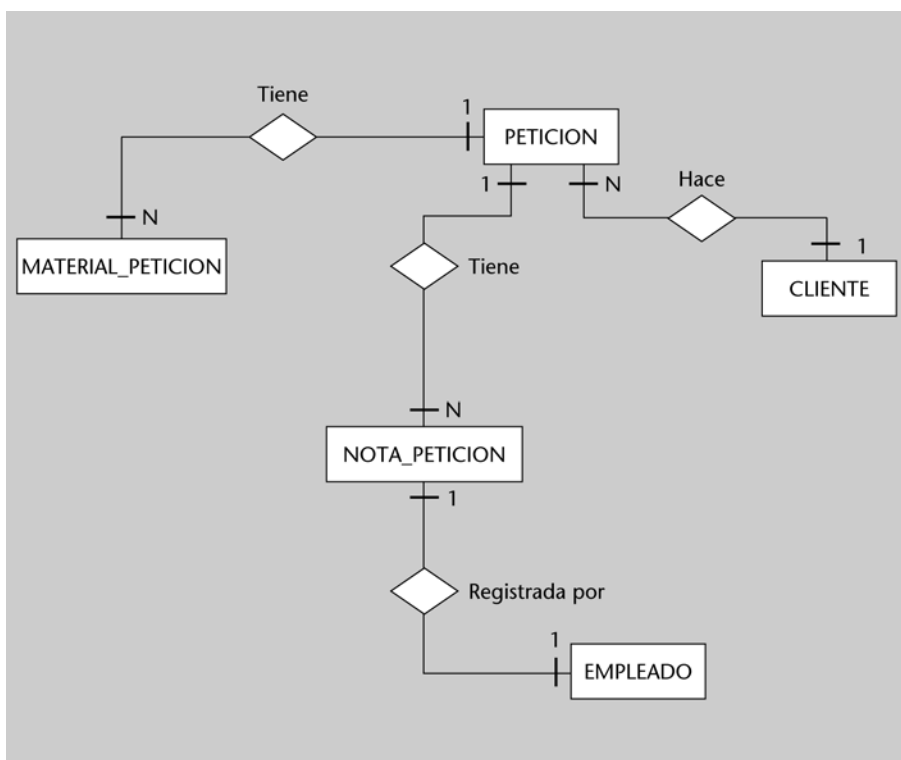 Tiene
1
PETICION
1
N
Hace
N
1
MATERIAL_PETICION
Tiene
CLIENTE
N
NOTA_PETICION
1
Registrada por
1
EMPLEADO